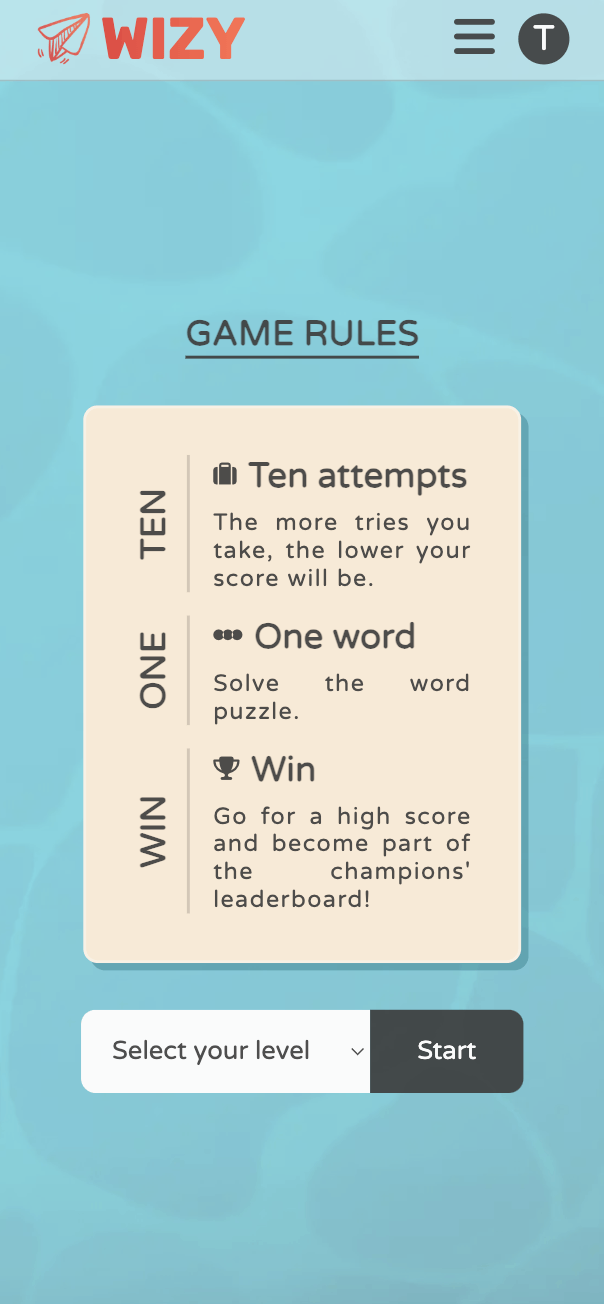 WIZY
T
GAME RULES
TEN
Ten attempts
The more tries you
take, the lower your
score will be.
ONE
One word
Solve the word
puzzle.
WIN
Win
Go for a high score
and become part of
the champions'
leaderboard!
Select your level
Start